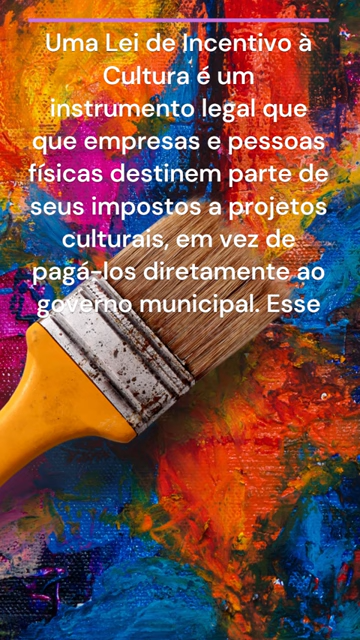 Uma Lei de Incentivo à
Cultura é um
instrumento legal que
que empresas e pessoas
físicas destinem parte de
seus impostos a projetos
culturais, em vez de
pagá-los diretamente ao
governo municipal. Esse